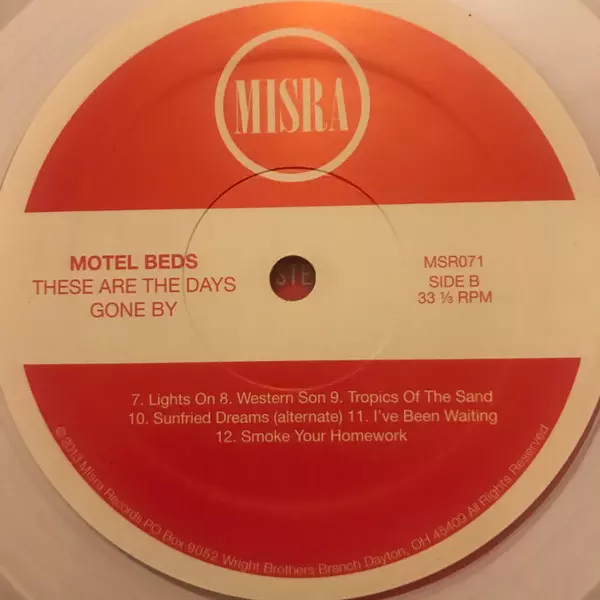 MISRA
MOTEL BEDS
THESE ARE THE DAYS
GONE BY
STE
MSR071
SIDE B
33 ⅓ RPM
7. Lights On 8. Western Son 9. Tropics Of The Sand
10. Sunfried Dreams (alternate) 11. I've Been Waiting
12. Smoke Your Homework
© 2013 Misra Records PO Box 9052 Wright Brothers Branch Dayton, OH 45409 All Rights Reserved